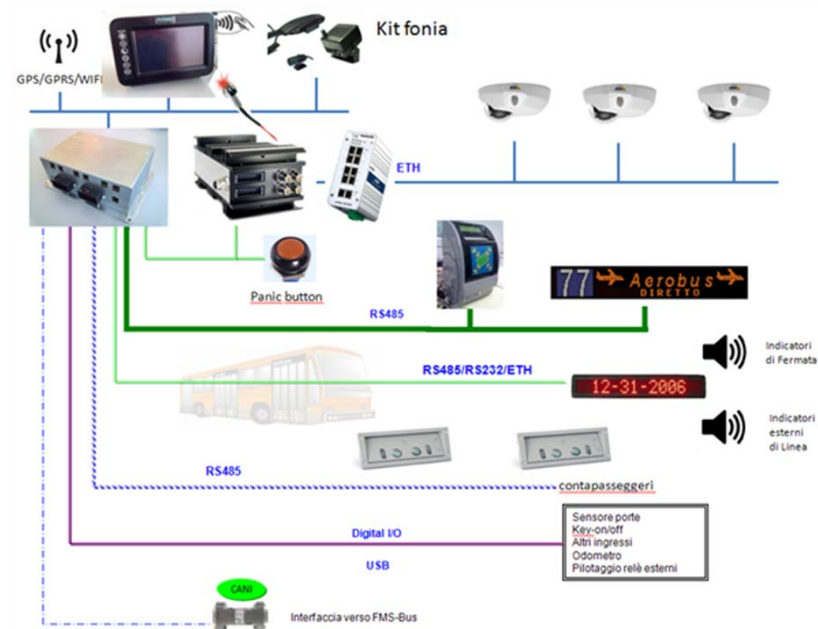 Kit fonia
GPS/GPRS/WIFI
ETH
Panic button
77 Aerobus
DIRETTO
RS485
Indicatori
di Fermata
RS485/RS232/ETH
12-31-2006
Indicatori
esterni
di Linea
RS485
contapasseggeri
Sensore porte
Key-on/off
Altri ingressi
Odometro
Pilotaggio relè esterni
Digital I/O
USB
CANI
Interfaccia verso FMS-Bus